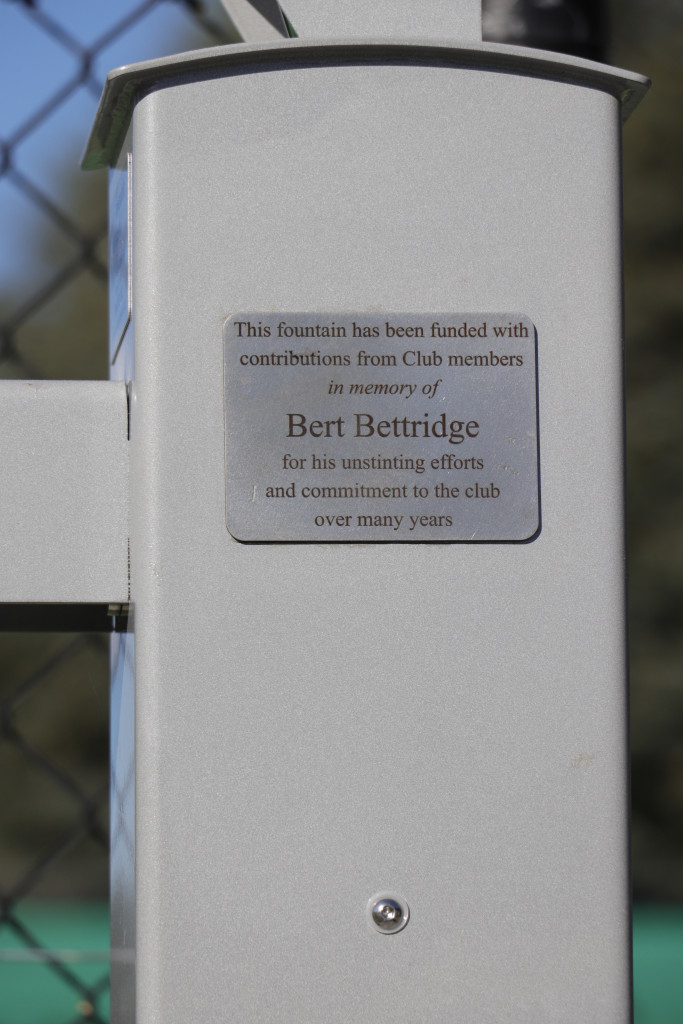 This fountain has been funded with
contributions from Club members
in memory of
Bert Bettridge
for his unstinting efforts
and commitment to the club
over many years